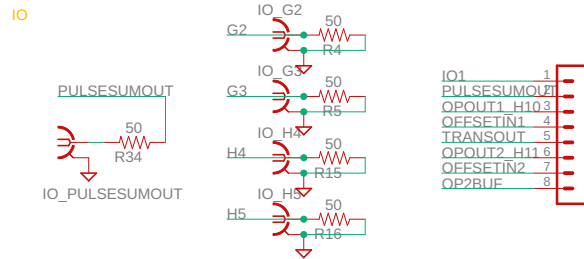 IO
IO_G2
50
G2
R4
IO_G3
50
G3
R5
PULSESUMOUT
50
R34
IO_PULSESUMOUT
IO_H4
50
H4
R15
IO_H5
50
H5
R16
IO1 1
PULSESUMOUT 2
OPOUT1_H10 3
OFFSETIN1 4
TRANSOUT 5
OPOUT2_H11 6
OFFSETIN2 7
OP2BUF 8